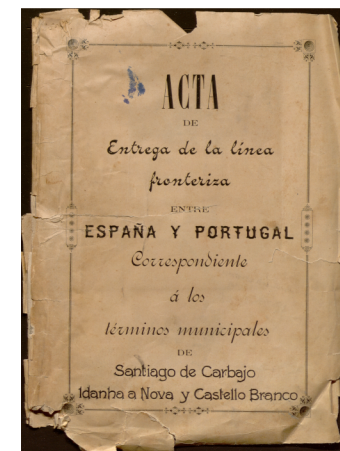 ACTA
DE
Entrega de la línea
fronteriza
ENTRE
ESPAÑA Y PORTUGAL
Correspondiente
á los
términos municipales
DE
Santiago de Carbajo
Idanha a Nova y Castello Branco